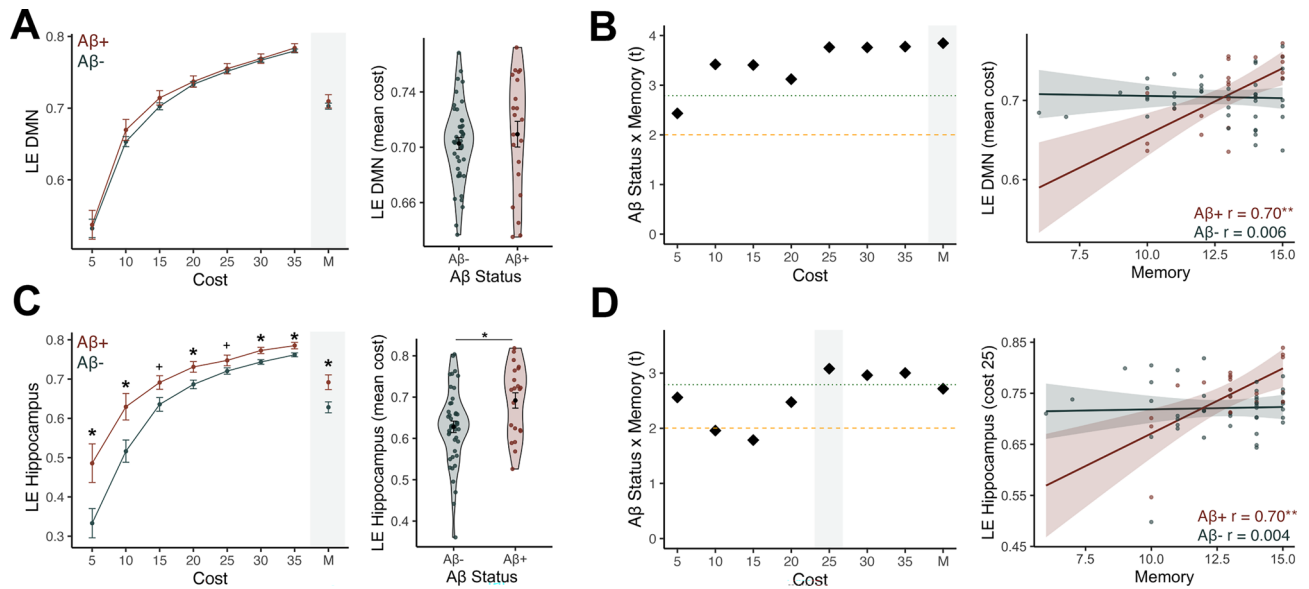 A
Aβ+
Aβ-
LE DMN
0.8
0.7
0.6
5 10 15 20 25 30 35 M
Cost
LE DMN (mean cost)
0.74
0.70
0.66
Aβ- Aβ+
Aβ Status
B
Aβ Status x Memory (t)
4
3
2
1
0
5 10 15 20 25 30 35 M
Cost
LE DMN (mean cost)
0.7
0.6
Aβ+ r = 0.70**
Aβ- r = 0.006
7.5 10.0 12.5 15.0
Memory
C
Aβ+
Aβ-
LE Hippocampus
0.8
0.7
0.6
0.5
0.4
0.3
* * + * + * * *
5 10 15 20 25 30 35 M
Cost
LE Hippocampus (mean cost)
*
0.8
0.7
0.6
0.5
0.4
Aβ- Aβ+
Aβ Status
D
Aβ Status x Memory (t)
3
2
1
0
5 10 15 20 25 30 35 M
Cost
LE Hippocampus (cost 25)
0.85
0.75
0.65
0.55
0.45
Aβ+ r = 0.70**
Aβ- r = 0.004
7.5 10.0 12.5 15.0
Memory